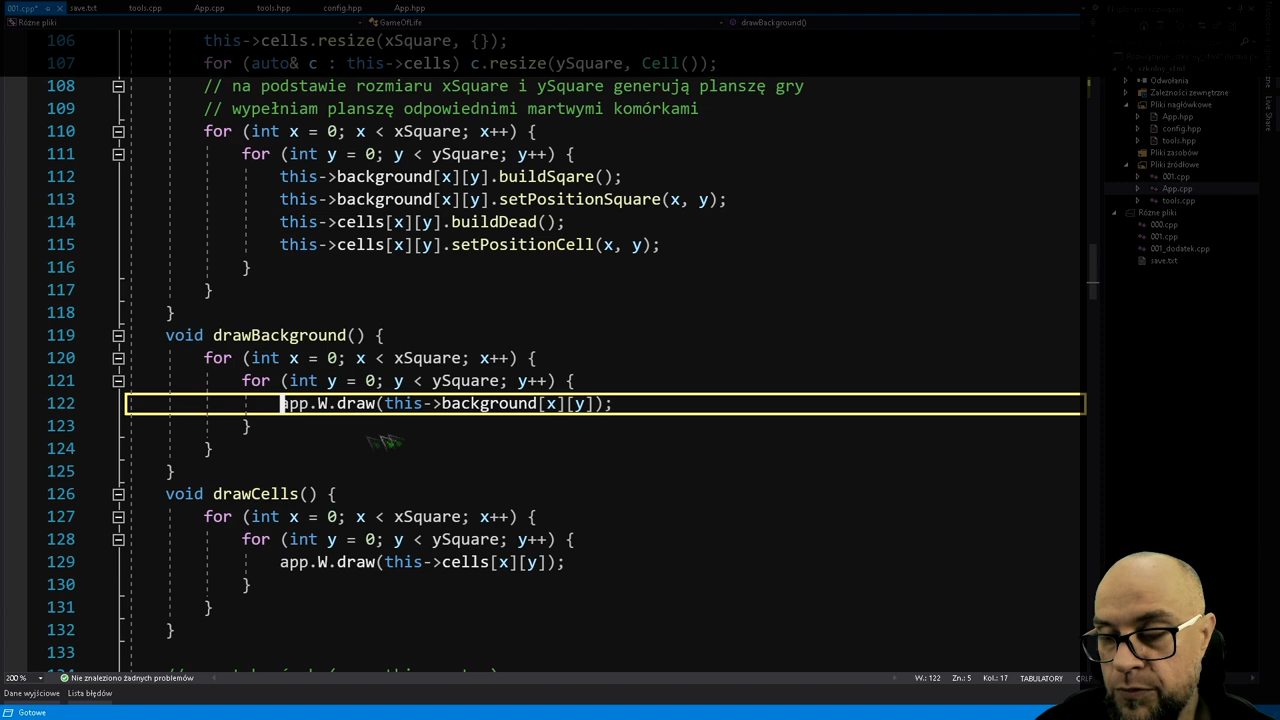 001.cpp* save.txt tools.cpp App.cpp tools.hpp config.hpp App.hpp
Różne pliki GameOfLife drawBackground()
106 this->cells.resize(xSquare, {});
107 for (auto& c : this->cells) c.resize(ySquare, Cell());
108 // na podstawie rozmiaru xSquare i ySquare generują planszę gry
109 // wypełniam planszę odpowiednimi martwymi komórkami
110 for (int x = 0; x < xSquare; x++) {
111 for (int y = 0; y < ySquare; y++) {
112 this->background[x][y].buildSqare();
113 this->background[x][y].setPositionSquare(x, y);
114 this->cells[x][y].buildDead();
115 this->cells[x][y].setPositionCell(x, y);
116 }
117 }
118 }
119 void drawBackground() {
120 for (int x = 0; x < xSquare; x++) {
121 for (int y = 0; y < ySquare; y++) {
122 app.W.draw(this->background[x][y]);
123 }
124 }
125 }
126 void drawCells() {
127 for (int x = 0; x < xSquare; x++) {
128 for (int y = 0; y < ySquare; y++) {
129 app.W.draw(this->cells[x][y]);
130 }
131 }
132 }
133
Odwołania
Zależności zewnętrzne
Pliki nagłówkowe
App.hpp
config.hpp
tools.hpp
Pliki zasobów
Pliki źródłowe
001.cpp
App.cpp
tools.cpp
Różne pliki
000.cpp
001.cpp
001_dodatek.cpp
save.txt
Live Share
200 % Nie znaleziono żadnych problemów W.: 122 Zn.: 5 Kol.: 17 TABULATORY CRLF
Dane wyjściowe Lista błędów
Gotowe